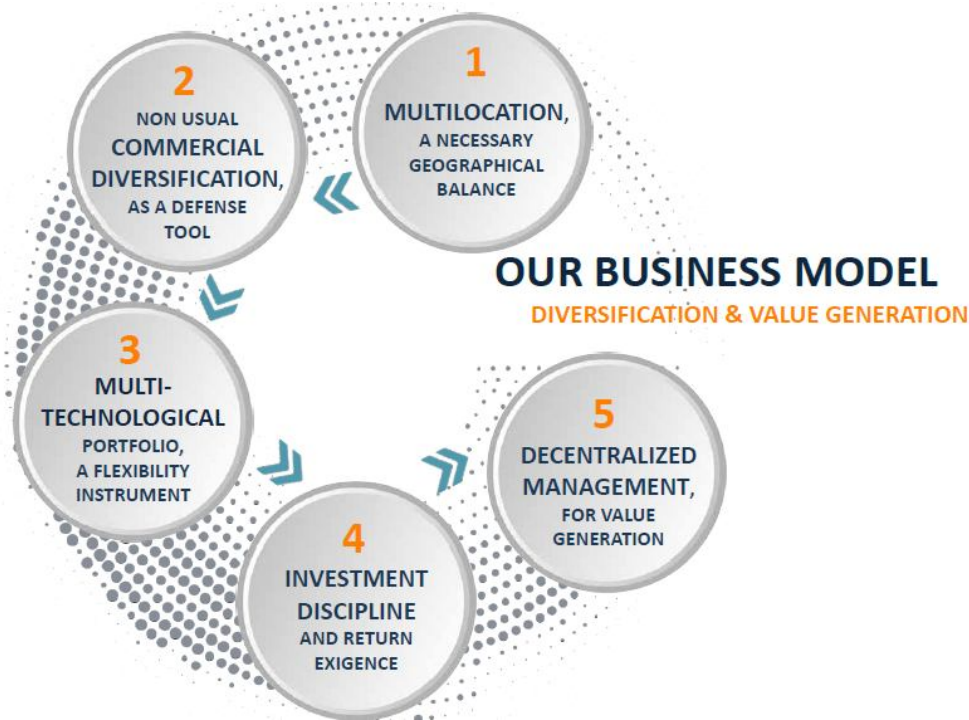 OUR BUSINESS MODEL
DIVERSIFICATION & VALUE GENERATION
1
MULTILOCATION,
A NECESSARY
GEOGRAPHICAL
BALANCE
2
NON USUAL
COMMERCIAL
DIVERSIFICATION,
AS A DEFENSE
TOOL
3
MULTI-
TECHNOLOGICAL
PORTFOLIO,
A FLEXIBILITY
INSTRUMENT
4
INVESTMENT
DISCIPLINE
AND RETURN
EXIGENCE
5
DECENTRALIZED
MANAGEMENT,
FOR VALUE
GENERATION